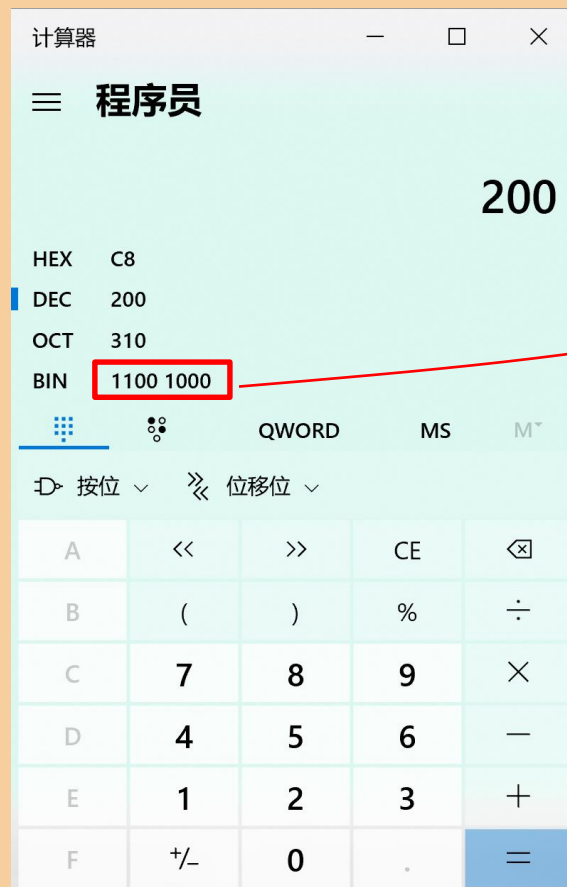 计算器
程序员
200
HEX C8
DEC 200
OCT 310
BIN 1100 1000
QWORD MS M
按位 位移位
A << >> CE
B ( ) % ÷
C 7 8 9 ×
D 4 5 6 −
E 1 2 3 +
F +/− 0 . =